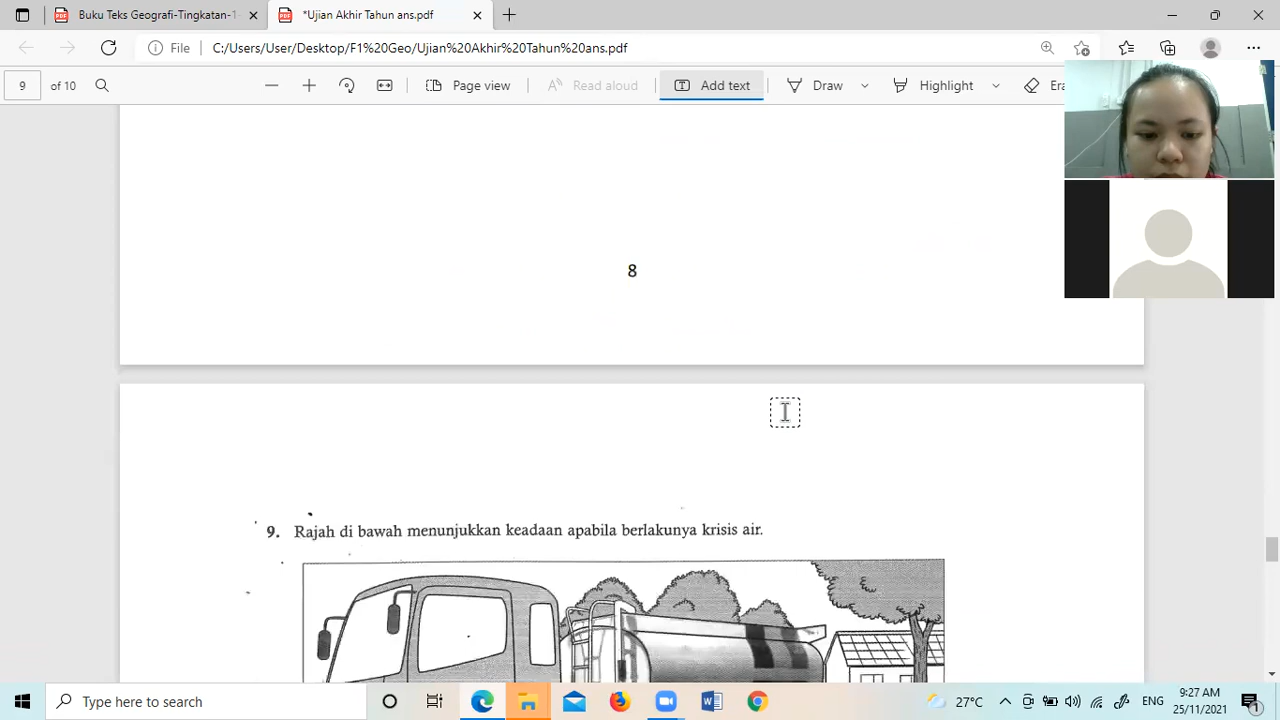 Buku Teks Geografi-Tingkatan-1
*Ujian Akhir Tahun ans.pdf
File
C:/Users/User/Desktop/F1%20Geo/Ujian%20Akhir%20Tahun%20ans.pdf
9 of 10
Page view
Read aloud
Add text
Draw
Highlight
Era
8
9. Rajah di bawah menunjukkan keadaan apabila berlakunya krisis air.
Type here to search
27°C
ENG
9:27 AM
25/11/2021
1